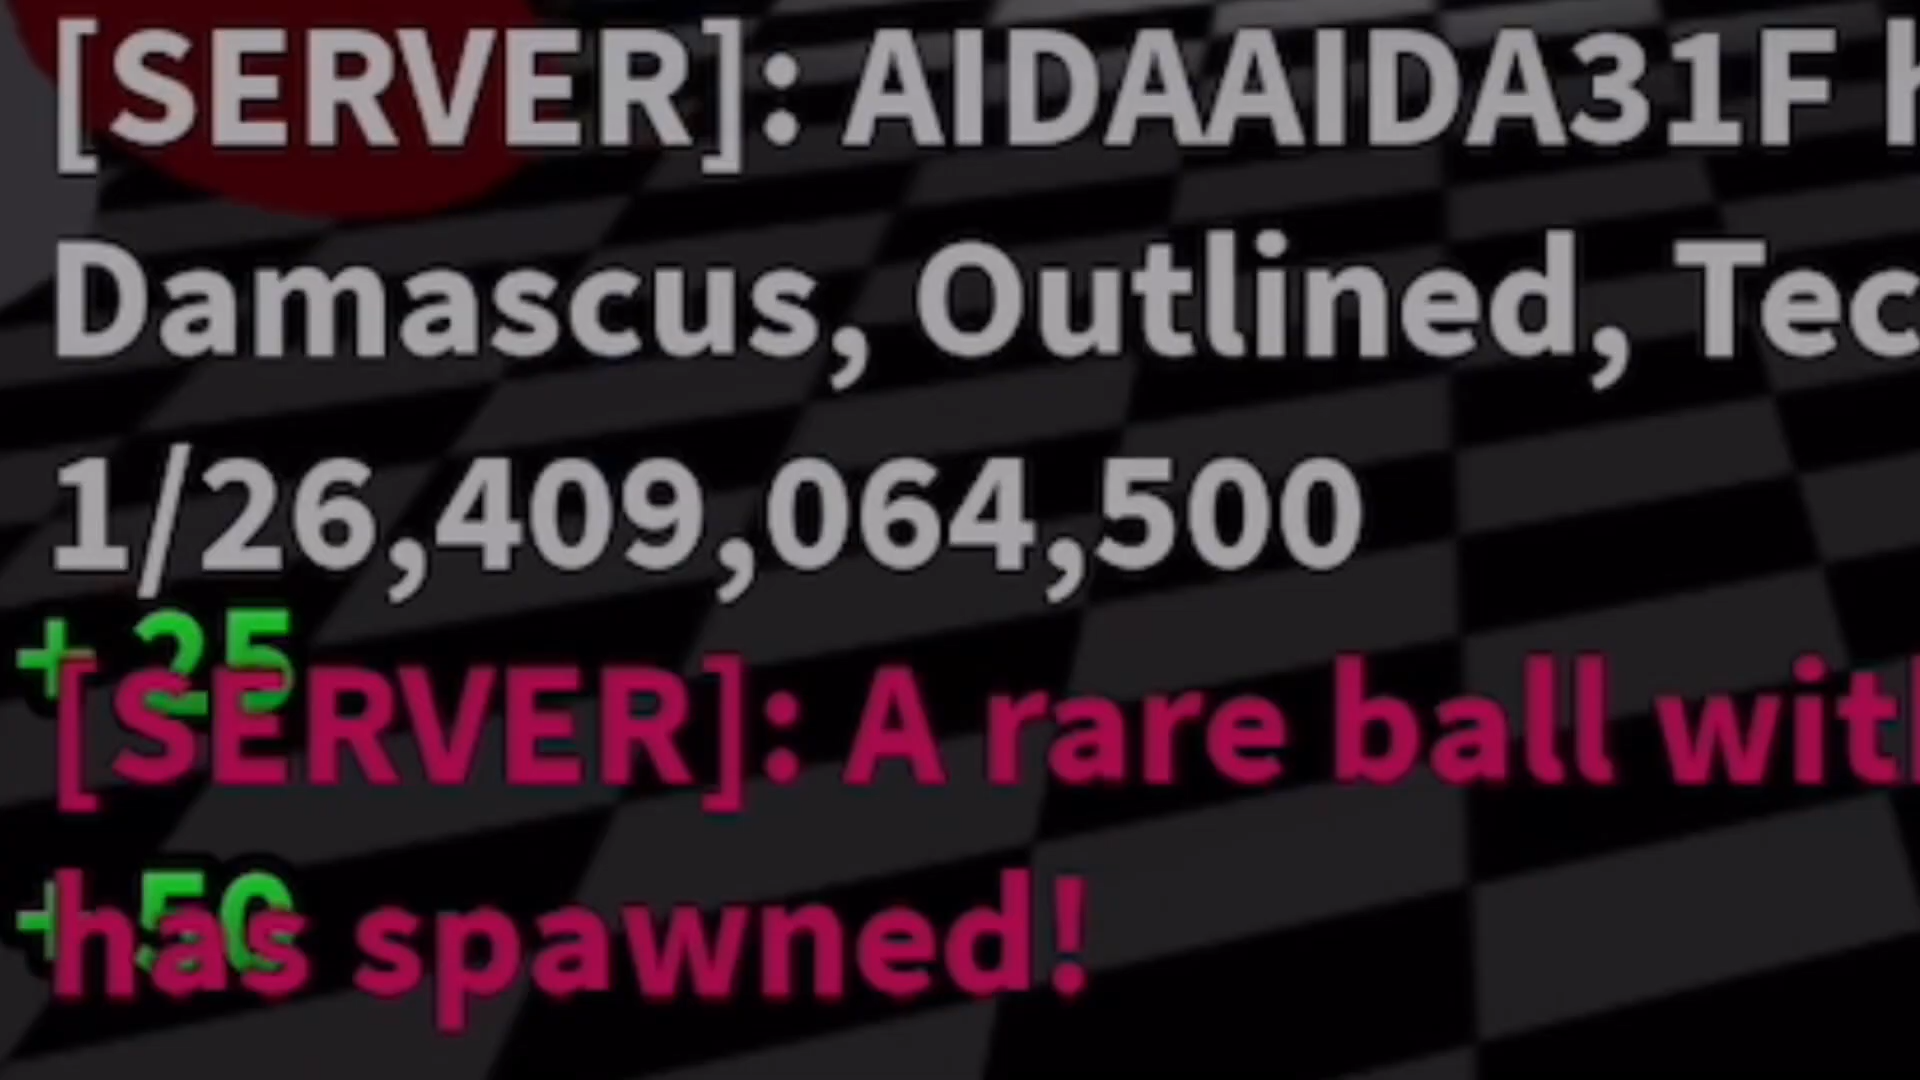 [SERVER]: AIDAAIDA31F
Damascus, Outlined,
1/26,409,064,500
+ 25
[SERVER]: A rare ball
+ 50
has spawned!